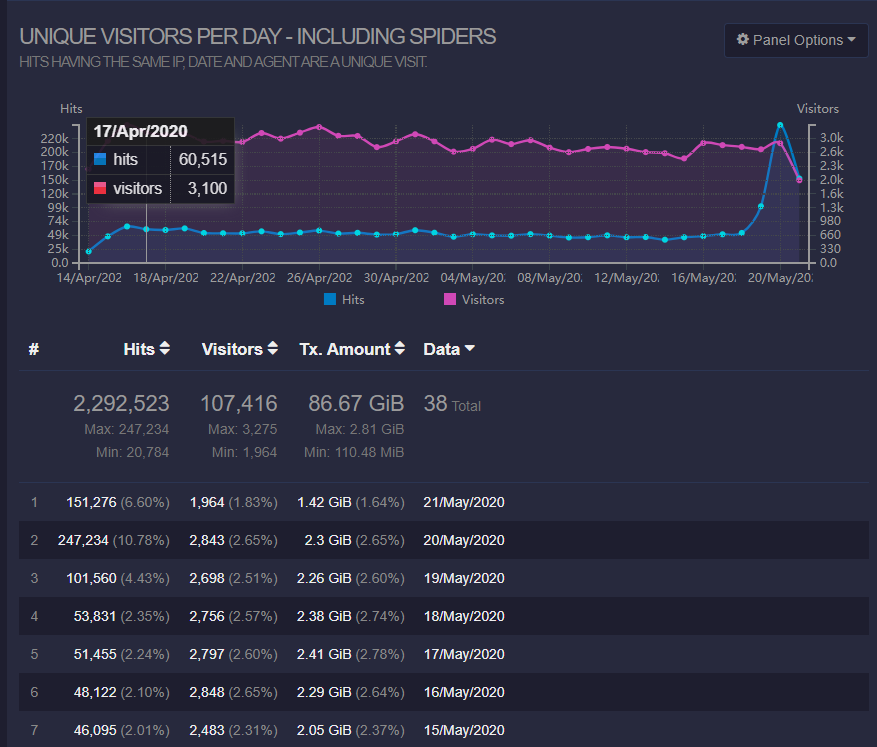 UNIQUE VISITORS PER DAY - INCLUDING SPIDERS
Panel Options
HITS HAVING THE SAME IP, DATE AND AGENT ARE A UNIQUE VISIT.
Hits
Visitors
17/Apr/2020
hits 60,515
visitors 3,100
220k
200k
170k
150k
120k
99k
74k
49k
25k
0.0
3.0k
2.6k
2.3k
2.0k
1.6k
1.3k
980
660
330
0.0
14/Apr/202 18/Apr/202 22/Apr/202 26/Apr/202 30/Apr/202 04/May/20 08/May/20 12/May/20 16/May/20 20/May/20
Hits Visitors
# Hits Visitors Tx. Amount Data
2,292,523 107,416 86.67 GiB 38 Total
Max: 247,234 Max: 3,275 Max: 2.81 GiB
Min: 20,784 Min: 1,964 Min: 110.48 MiB
1 151,276 (6.60%) 1,964 (1.83%) 1.42 GiB (1.64%) 21/May/2020
2 247,234 (10.78%) 2,843 (2.65%) 2.3 GiB (2.65%) 20/May/2020
3 101,560 (4.43%) 2,698 (2.51%) 2.26 GiB (2.60%) 19/May/2020
4 53,831 (2.35%) 2,756 (2.57%) 2.38 GiB (2.74%) 18/May/2020
5 51,455 (2.24%) 2,797 (2.60%) 2.41 GiB (2.78%) 17/May/2020
6 48,122 (2.10%) 2,848 (2.65%) 2.29 GiB (2.64%) 16/May/2020
7 46,095 (2.01%) 2,483 (2.31%) 2.05 GiB (2.37%) 15/May/2020